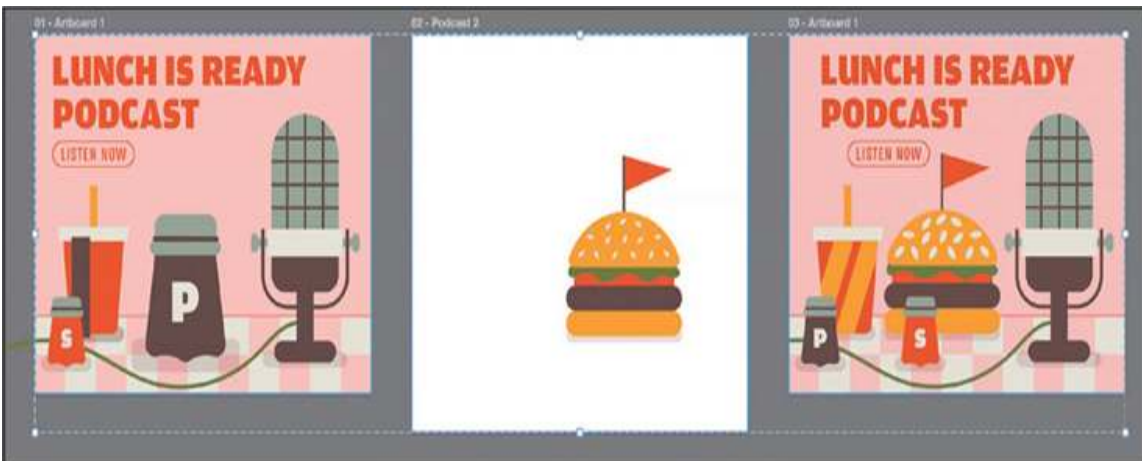 01 - Artboard 1
LUNCH IS READY
PODCAST
LISTEN NOW
P
S
02 - Podcast 2
03 - Artboard 1
LUNCH IS READY
PODCAST
LISTEN NOW
P
S